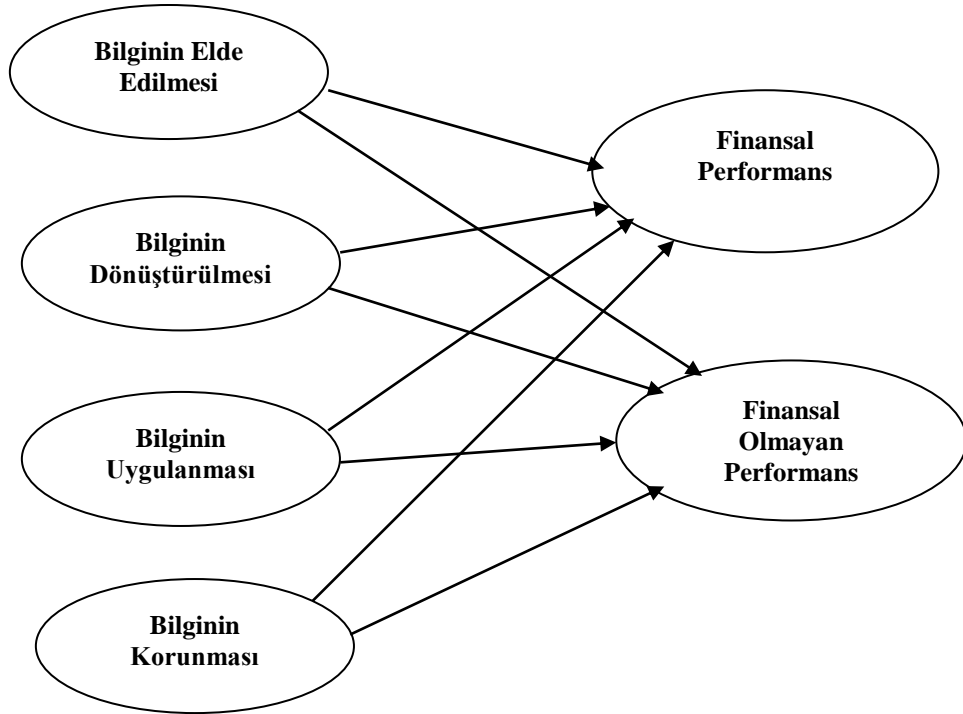 Bilginin Elde
Edilmesi
Finansal
Performans
Bilginin
Dönüştürülmesi
Bilginin
Uygulanması
Finansal
Olmayan
Performans
Bilginin
Korunması